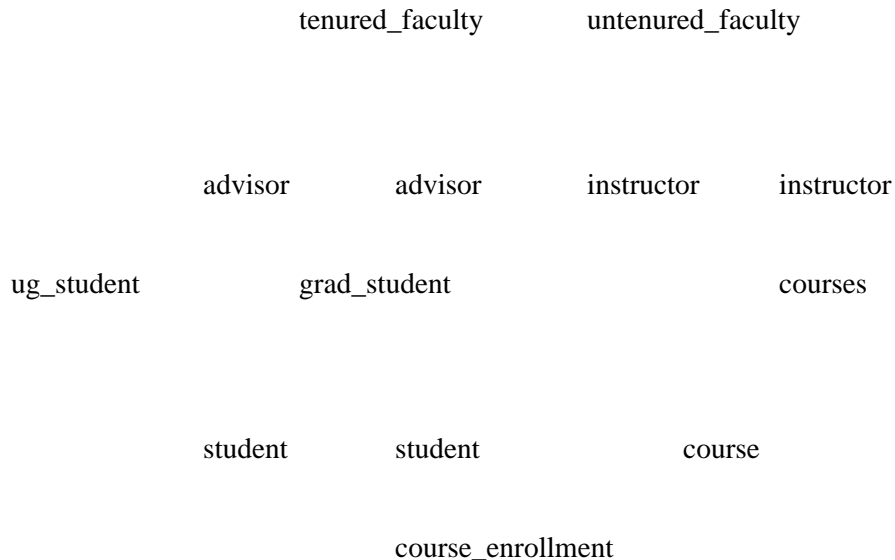 tenured_faculty untenured_faculty
advisor advisor instructor instructor
ug_student grad_student courses
student student course
course_enrollment